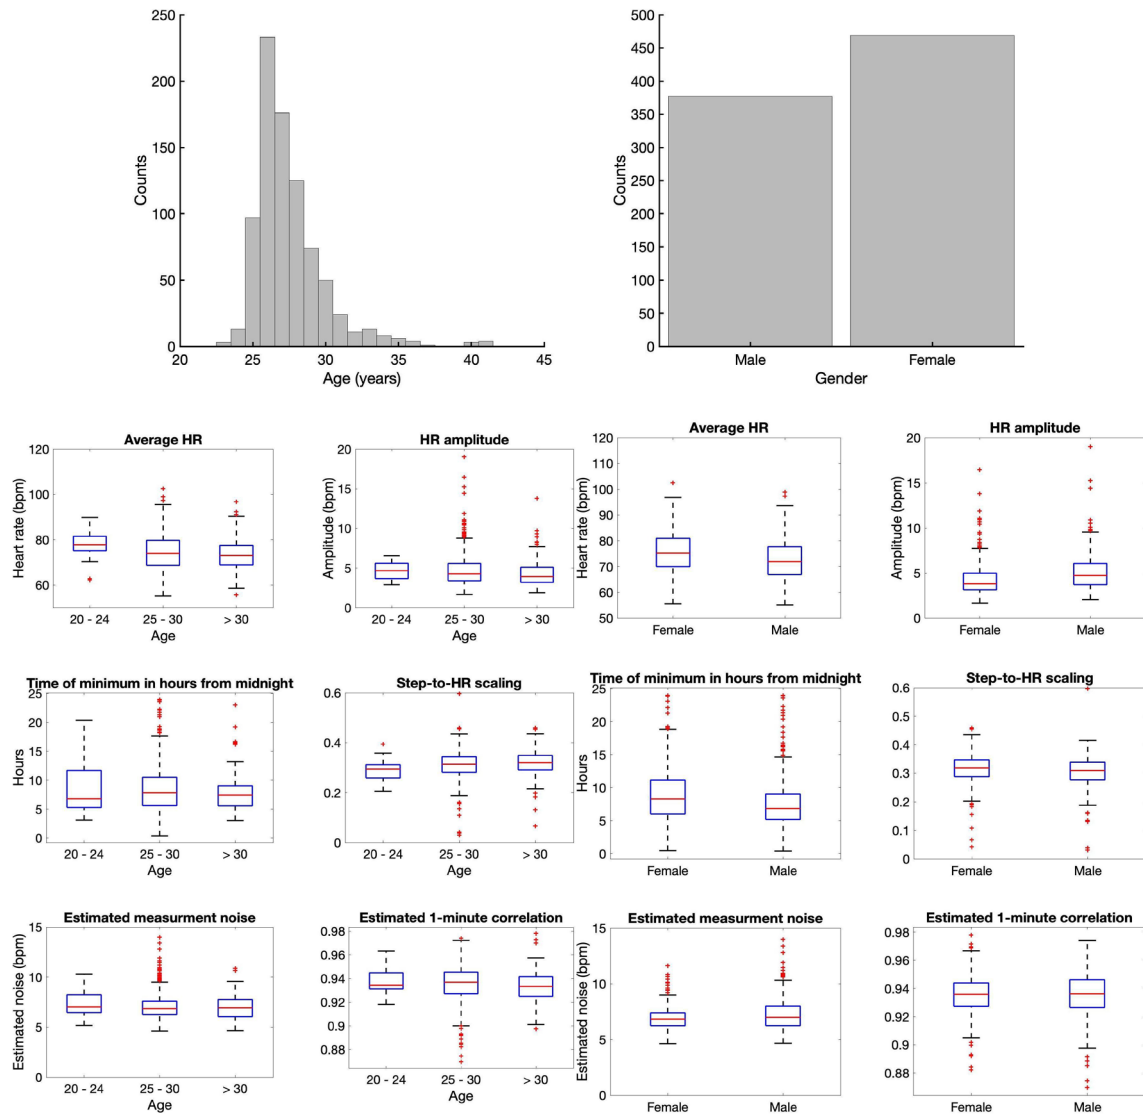 250
200
150
100
50
0
Counts
20 25 30 35 40 45
Age (years)
500
450
400
350
300
250
200
150
100
50
0
Counts
Male Female
Gender
Average HR
120
100
80
60
Heart rate (bpm)
20 - 24 25 - 30 > 30
Age
HR amplitude
20
15
10
5
0
Amplitude (bpm)
20 - 24 25 - 30 > 30
Age
Average HR
120
110
100
90
80
70
60
50
Heart rate (bpm)
Female Male
HR amplitude
20
15
10
5
0
Amplitude (bpm)
Female Male
Time of minimum in hours from midnight
25
20
15
10
5
0
Hours
20 - 24 25 - 30 > 30
Age
Step-to-HR scaling
0.6
0.4
0.2
0
20 - 24 25 - 30 > 30
Age
Time of minimum in hours from midnight
25
20
15
10
5
0
Hours
Female Male
Step-to-HR scaling
0.6
0.5
0.4
0.3
0.2
0.1
0
Female Male
Estimated measurment noise
15
10
5
0
Estimated noise (bpm)
20 - 24 25 - 30 > 30
Age
Estimated 1-minute correlation
0.98
0.96
0.94
0.92
0.9
0.88
20 - 24 25 - 30 > 30
Age
Estimated measurment noise
15
10
5
0
Estimated noise (bpm)
Female Male
Estimated 1-minute correlation
0.98
0.96
0.94
0.92
0.9
0.88
Female Male